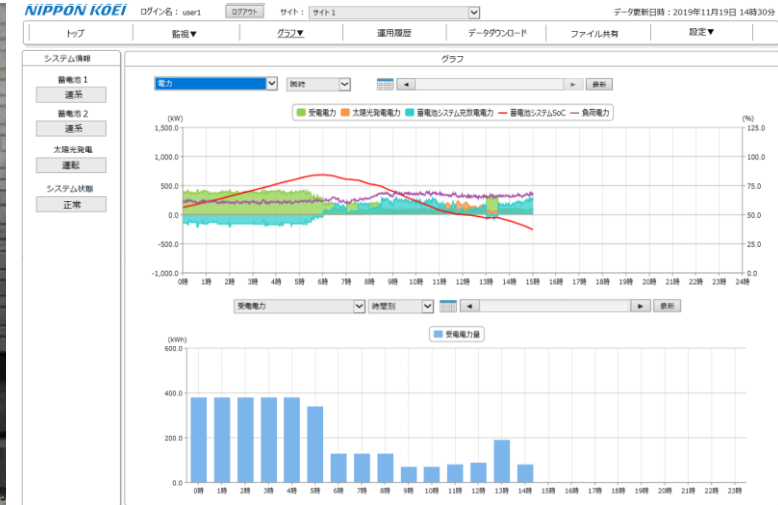 NIPPON KOEI ログイン名： user1 ログアウト サイト： サイト1 データ更新日時：2019年11月19日 14時30分
トップ 監視▼ グラフ▼ 運用履歴 データダウンロード ファイル共有 設定▼
システム情報
蓄電池 1
連系
蓄電池 2
連系
太陽光発電
運転
システム状態
正常
グラフ
電力 瞬時 最新
受電電力 太陽光発電電力 蓄電池システム充放電電力 蓄電池システムSoC 負荷電力
(kW) (%)
1,500.0 125.0
1,000.0 100.0
500.0 75.0
0.0 50.0
-500.0 25.0
-1,000.0 0.0
0時 1時 2時 3時 4時 5時 6時 7時 8時 9時 10時 11時 12時 13時 14時 15時 16時 17時 18時 19時 20時 21時 22時 23時 24時
受電電力 時間別 最新
受電電力量
(kWh)
600.0
400.0
200.0
0.0
0時 1時 2時 3時 4時 5時 6時 7時 8時 9時 10時 11時 12時 13時 14時 15時 16時 17時 18時 19時 20時 21時 22時 23時